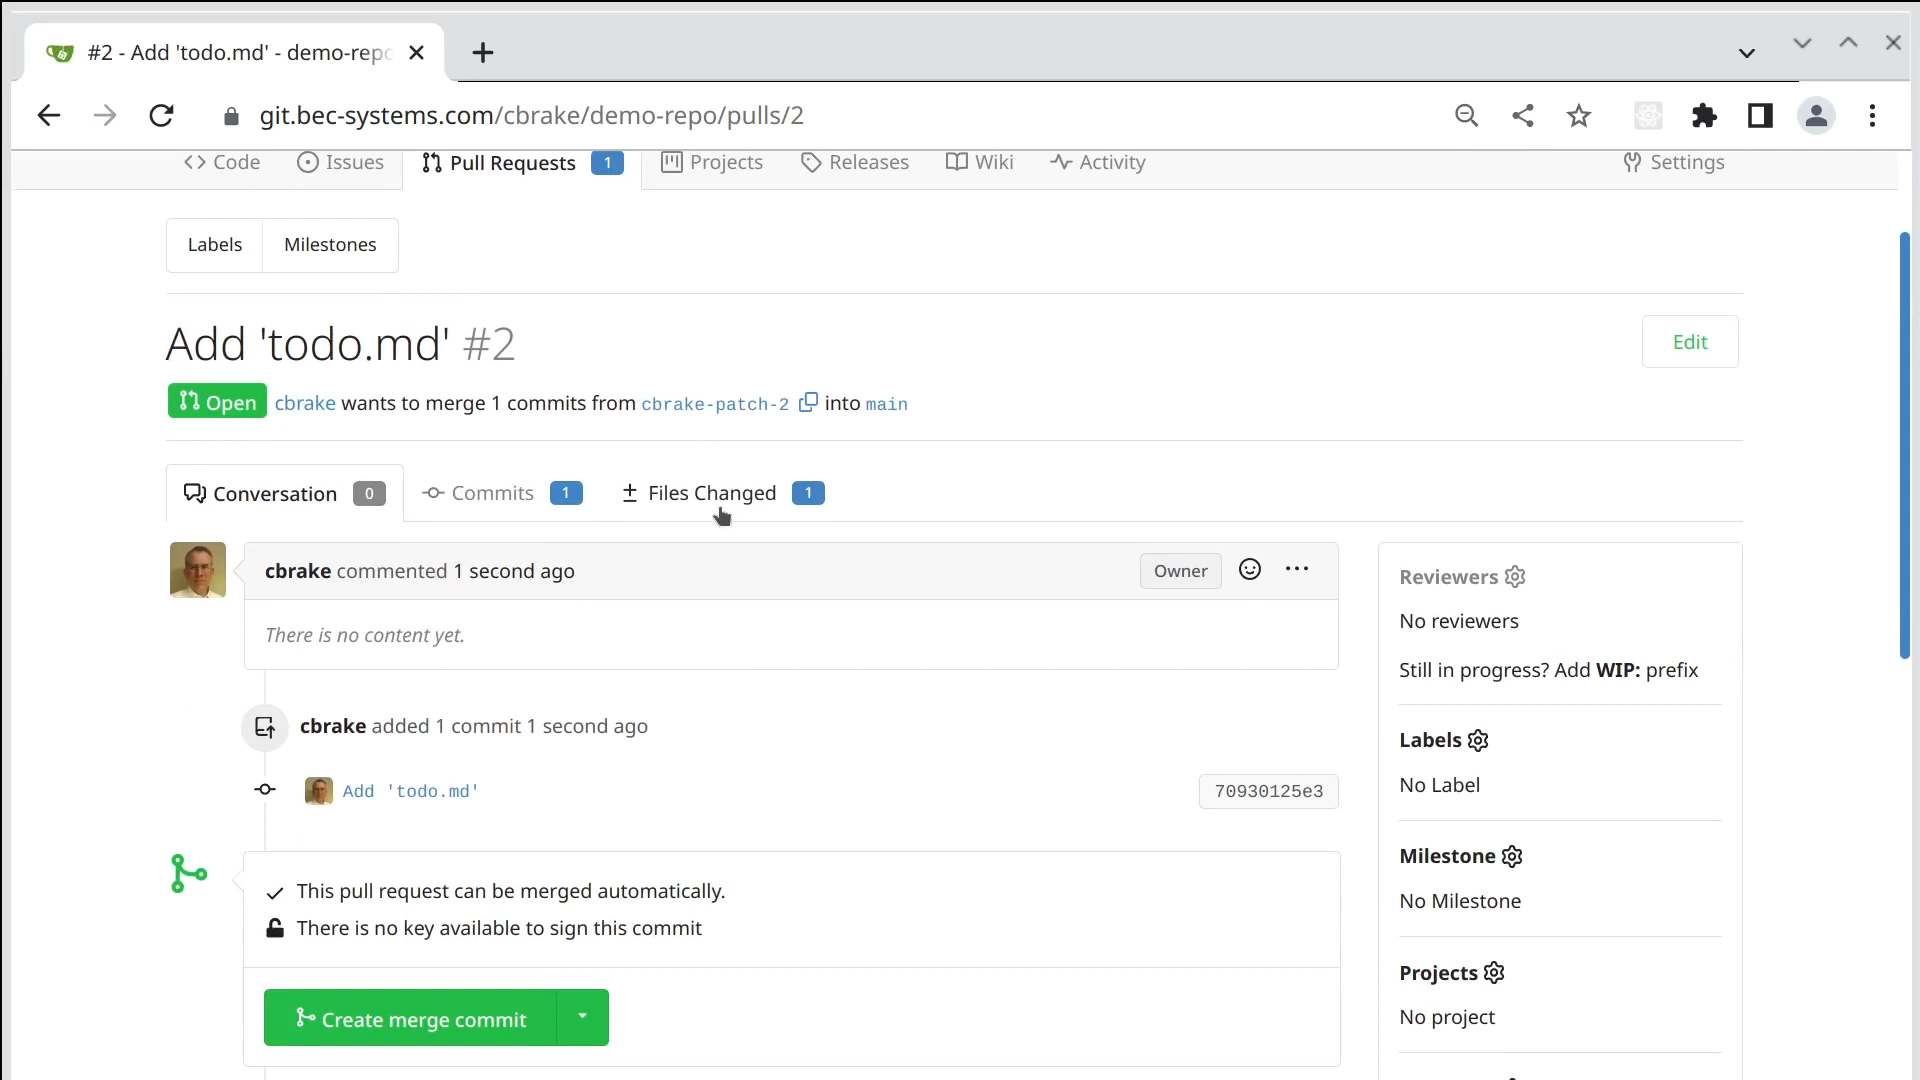 #2 - Add 'todo.md' - demo-repo
git.bec-systems.com/cbrake/demo-repo/pulls/2
Code Issues Pull Requests 1 Projects Releases Wiki Activity Settings
Labels Milestones
Add 'todo.md' #2
Edit
Open cbrake wants to merge 1 commits from cbrake-patch-2 into main
Conversation 0 Commits 1 Files Changed 1
cbrake commented 1 second ago Owner
There is no content yet.
cbrake added 1 commit 1 second ago
Add 'todo.md' 70930125e3
This pull request can be merged automatically.
There is no key available to sign this commit
Create merge commit
Reviewers
No reviewers
Still in progress? Add WIP: prefix
Labels
No Label
Milestone
No Milestone
Projects
No project